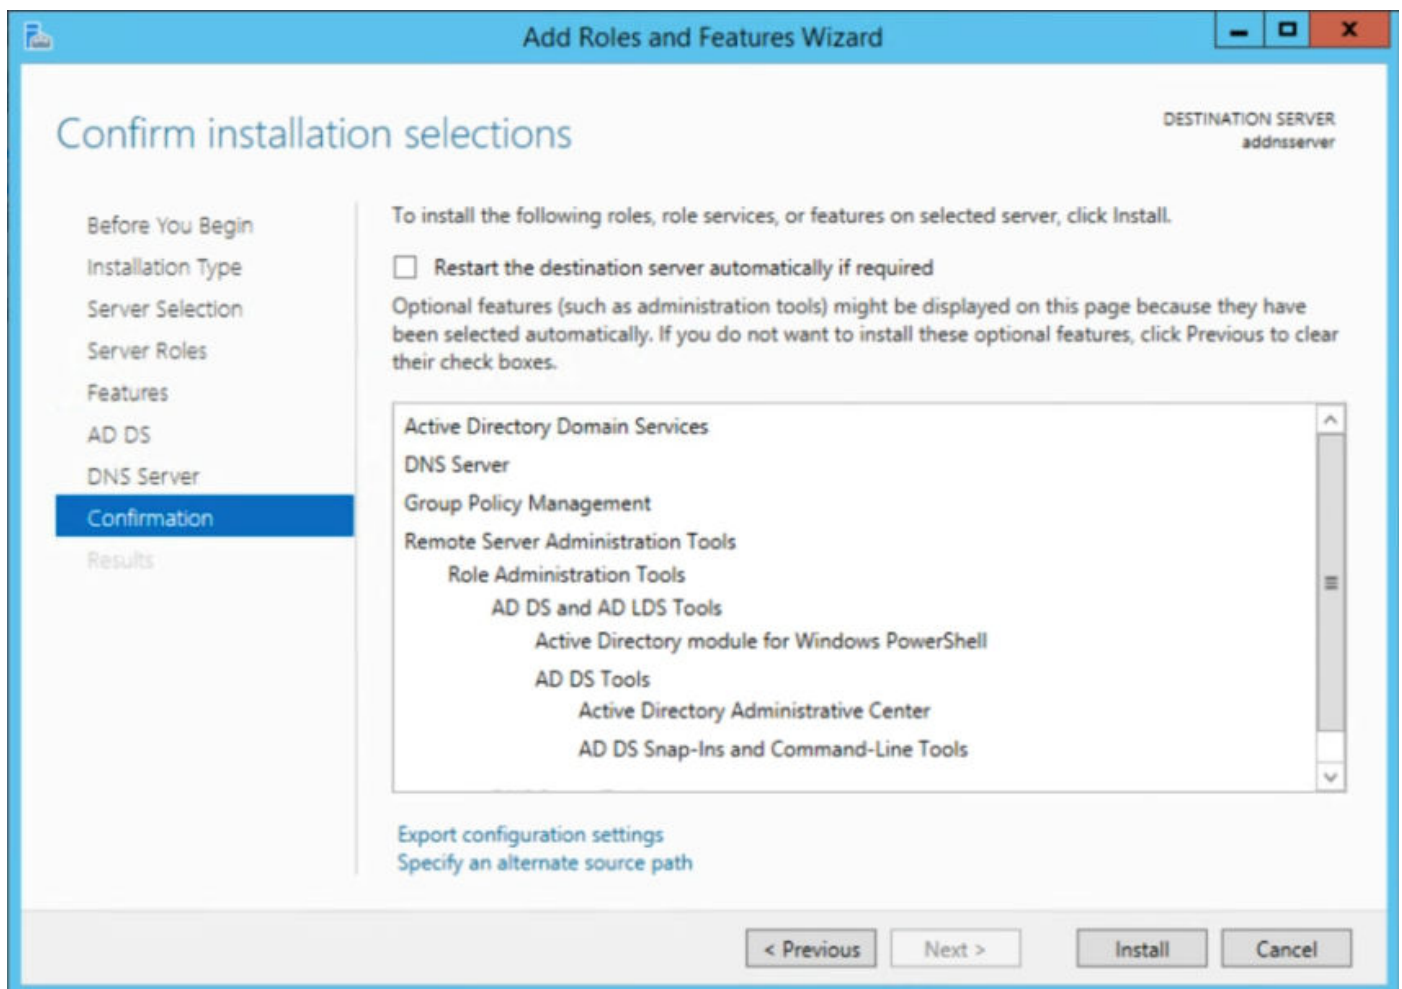 Add Roles and Features Wizard
Confirm installation selections
DESTINATION SERVER
addnsserver
Before You Begin
Installation Type
Server Selection
Server Roles
Features
AD DS
DNS Server
Confirmation
Results
To install the following roles, role services, or features on selected server, click Install.
Restart the destination server automatically if required
Optional features (such as administration tools) might be displayed on this page because they have
been selected automatically. If you do not want to install these optional features, click Previous to clear
their check boxes.
Active Directory Domain Services
DNS Server
Group Policy Management
Remote Server Administration Tools
Role Administration Tools
AD DS and AD LDS Tools
Active Directory module for Windows PowerShell
AD DS Tools
Active Directory Administrative Center
AD DS Snap-Ins and Command-Line Tools
Export configuration settings
Specify an alternate source path
< Previous
Next >
Install
Cancel